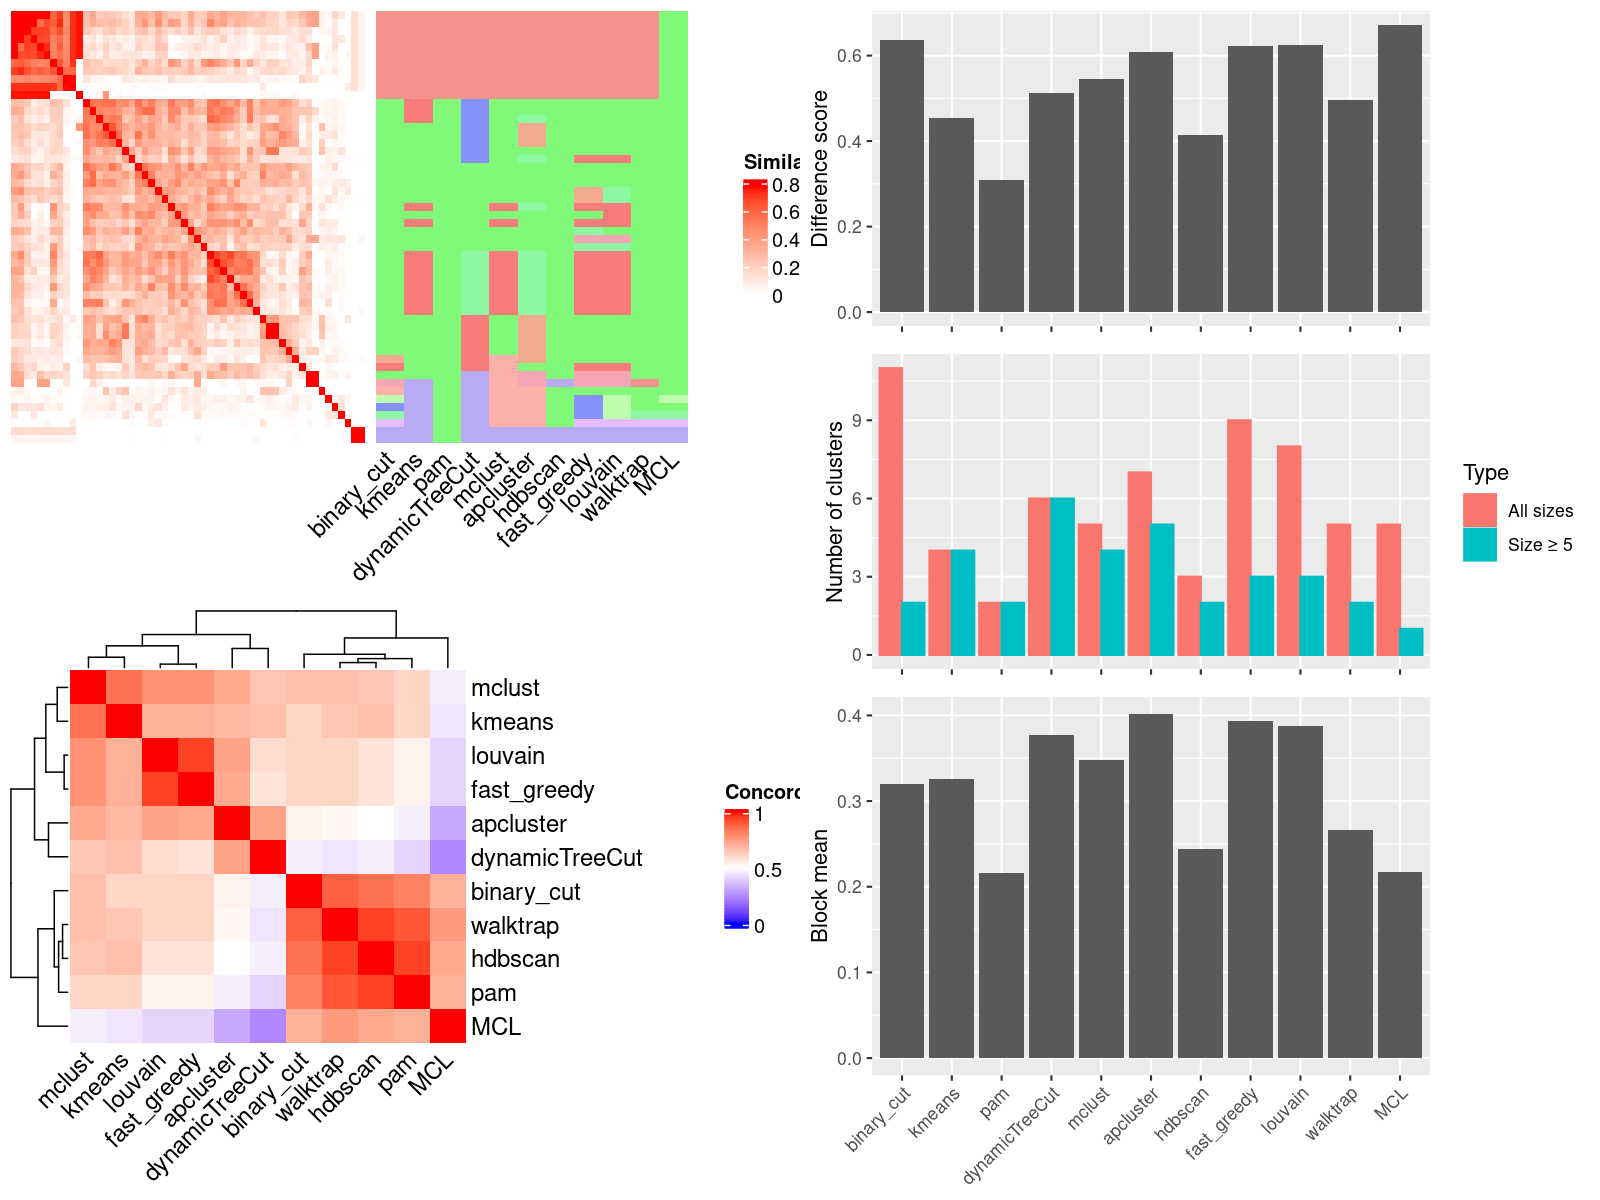 Simila
0.8
0.6
0.4
0.2
0
binary_cut
kmeans
pam
dynamicTreeCut
mclust
apcluster
hdbscan
fast_greedy
louvain
walktrap
MCL
Difference score
0.6
0.4
0.2
0.0
Number of clusters
9
6
3
0
Type
All sizes
Size ≥ 5
mclust
kmeans
louvain
fast_greedy
apcluster
dynamicTreeCut
binary_cut
walktrap
hdbscan
pam
MCL
mclust
kmeans
louvain
fast_greedy
apcluster
dynamicTreeCut
binary_cut
walktrap
hdbscan
pam
MCL
Concord
1
0.5
0
Block mean
0.4
0.3
0.2
0.1
0.0
binary_cut
kmeans
pam
dynamicTreeCut
mclust
apcluster
hdbscan
fast_greedy
louvain
walktrap
MCL